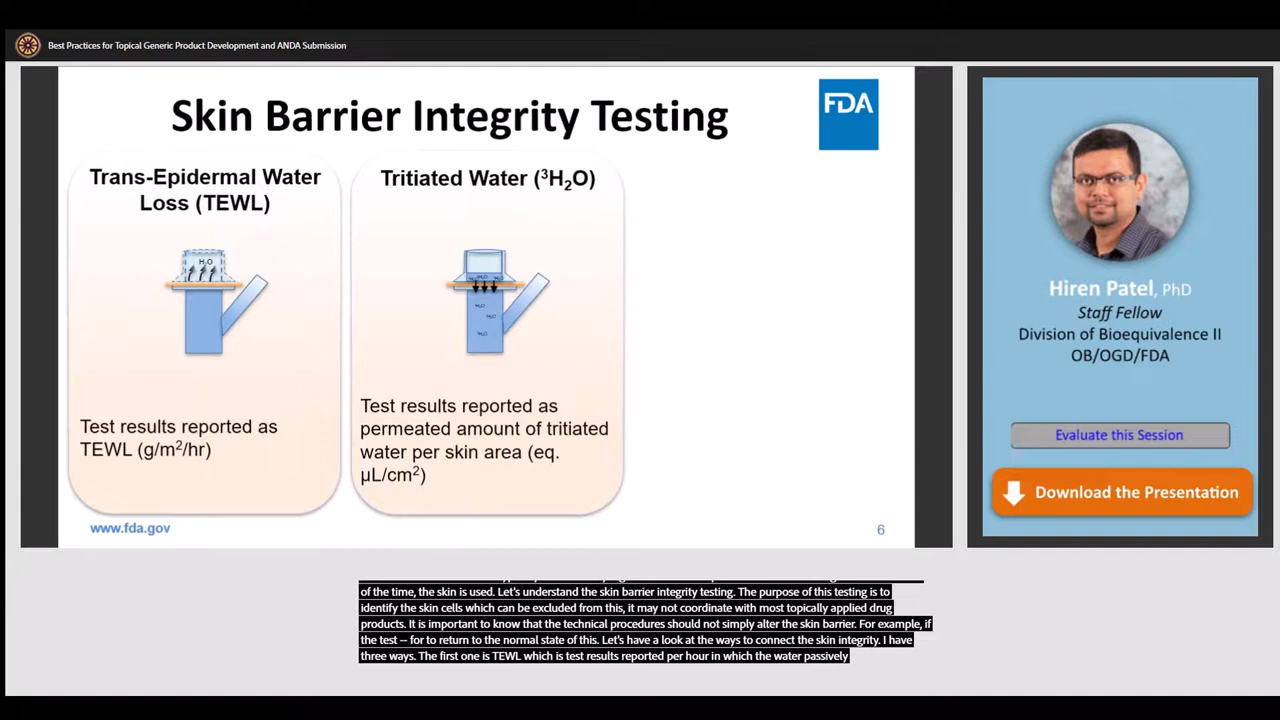 Best Practices for Topical Generic Product Development and ANDA Submission
Skin Barrier Integrity Testing
FDA
Trans-Epidermal Water
Loss (TEWL)
H₂O
Test results reported as
TEWL (g/m²/hr)
Tritiated Water (³H₂O)
Test results reported as
permeated amount of tritiated
water per skin area (eq.
µL/cm²)
www.fda.gov
6
Hiren Patel, PhD
Staff Fellow
Division of Bioequivalence II
OB/OGD/FDA
Evaluate this Session
Download the Presentation
of the time, the skin is used. Let's understand the skin barrier integrity testing. The purpose of this testing is to
identify the skin cells which can be excluded from this, it may not coordinate with most topically applied drug
products. It is important to know that the technical procedures should not simply alter the skin barrier. For example, if
the test -- for to return to the normal state of this. Let's have a look at the ways to connect the skin integrity. I have
three ways. The first one is TEWL which is test results reported per hour in which the water passively